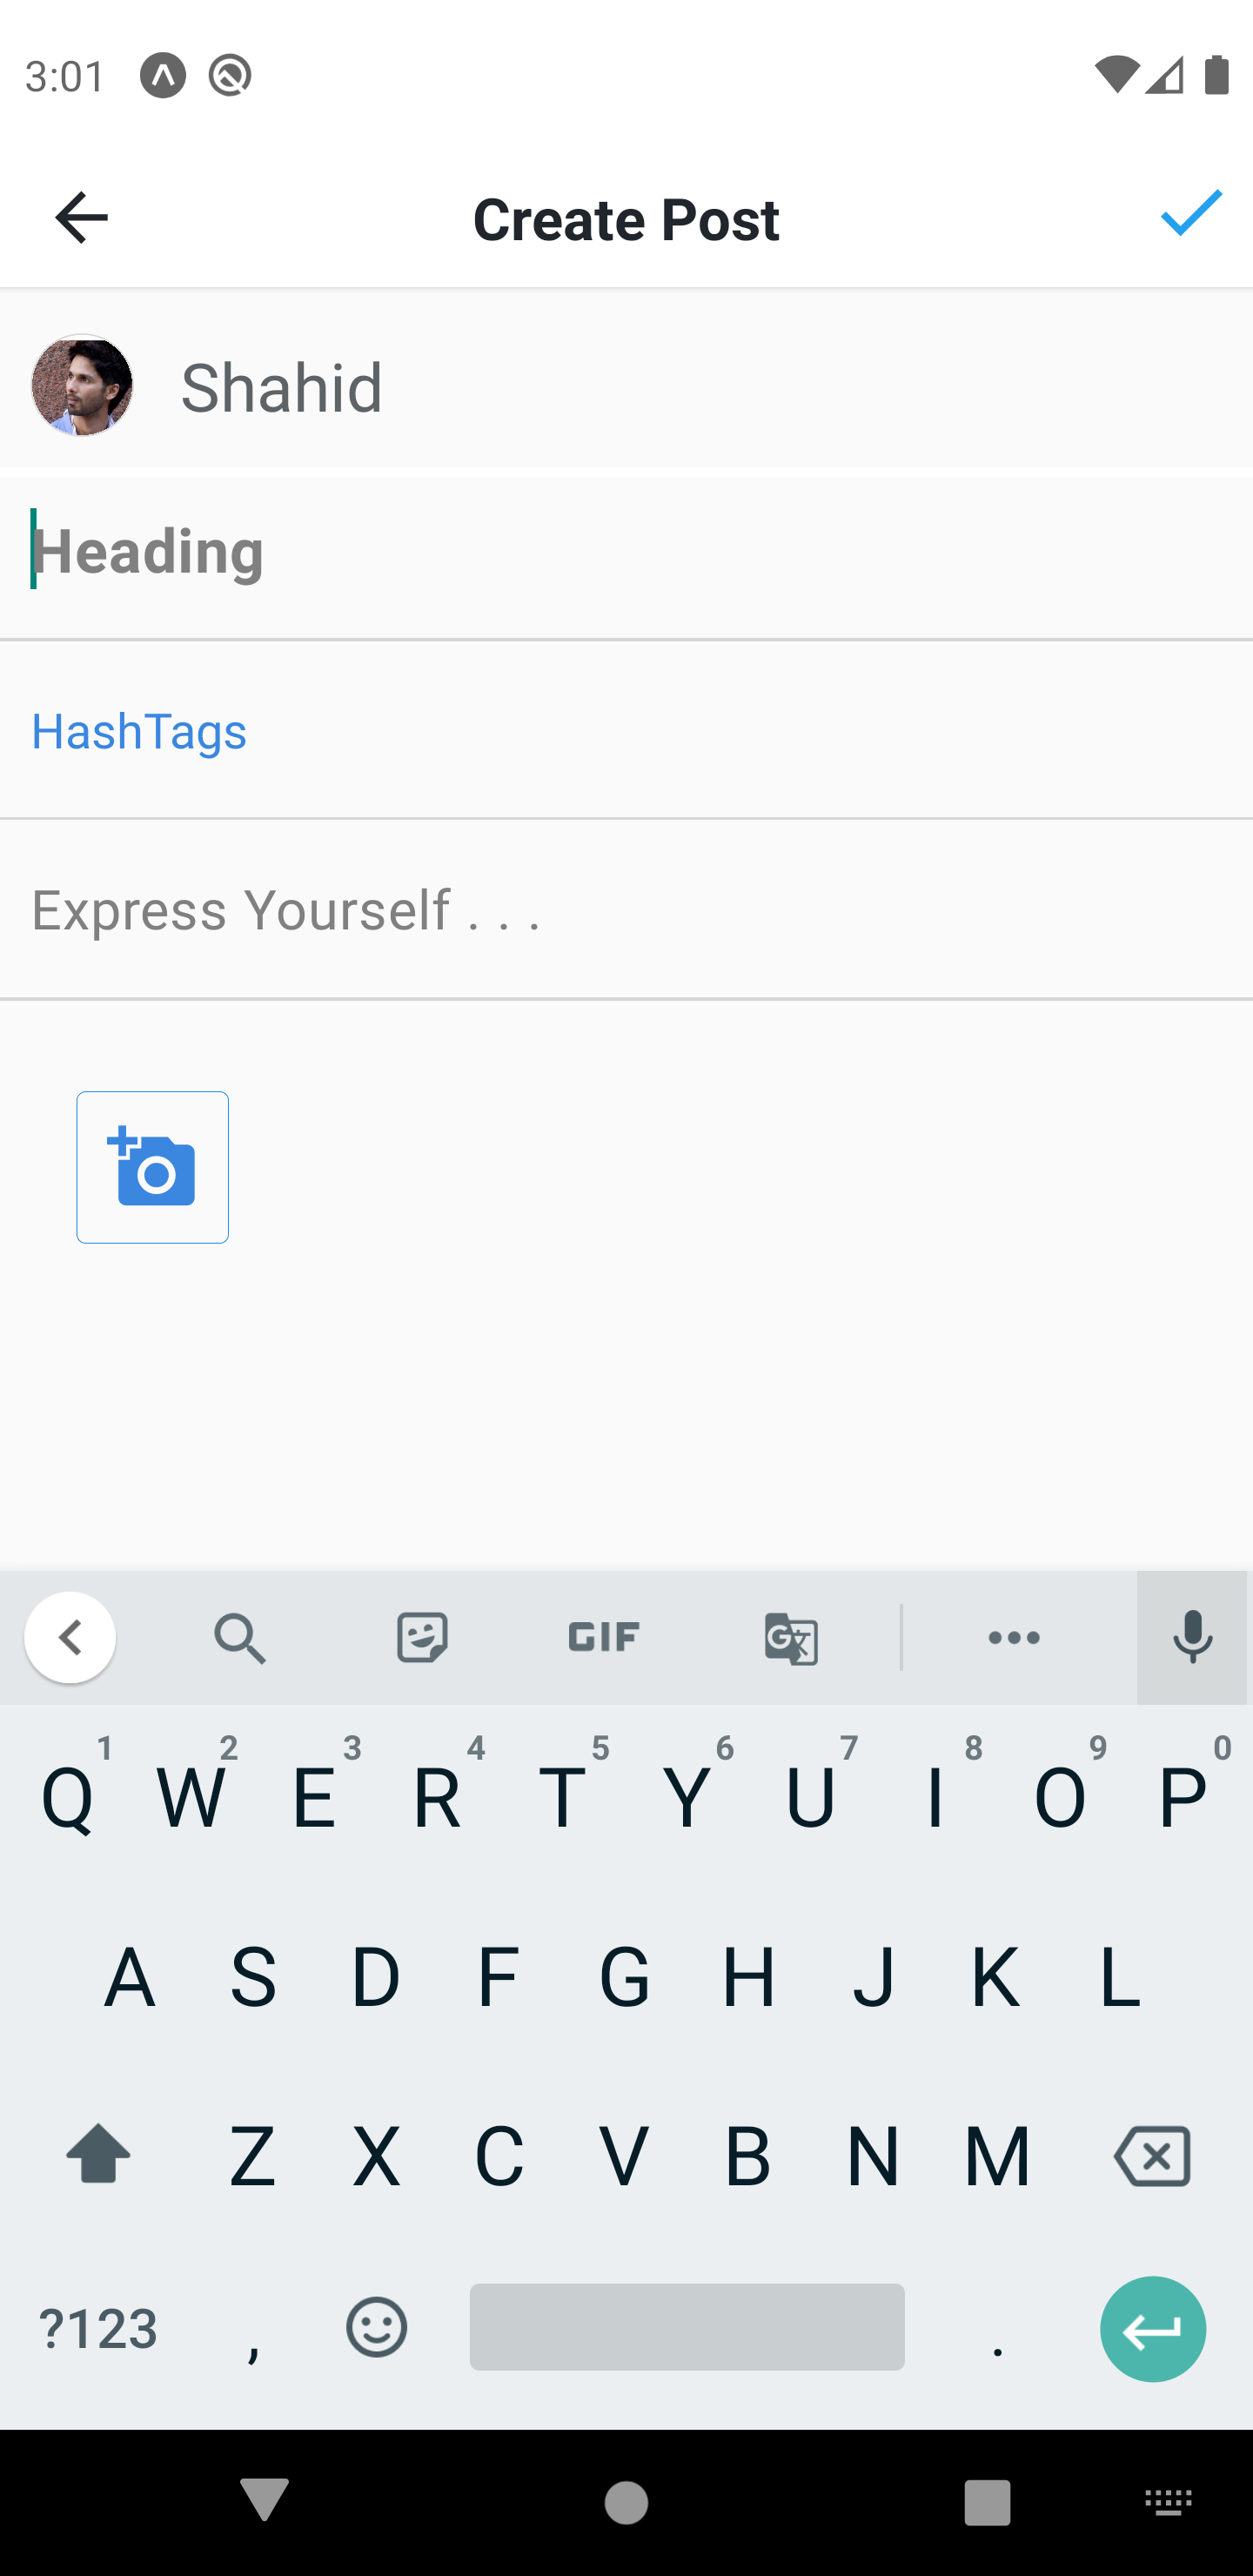 3:01
Create Post
Shahid
Heading
HashTags
Express Yourself . . .
GIF
G
1 2 3 4 5 6 7 8 9 0
Q W E R T Y U I O P
A S D F G H J K L
Z X C V B N M
?123 , .